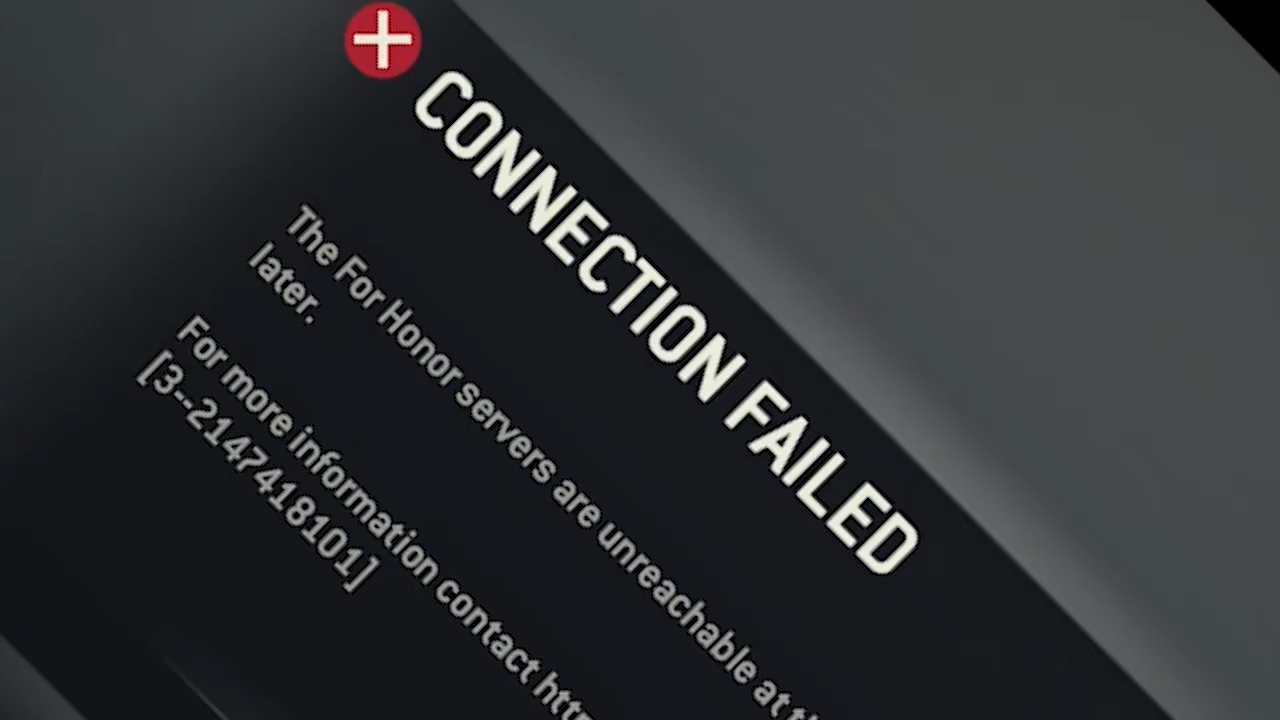 CONNECTION FAILED
The For Honor servers are unreachable at
later.
For more information contact
[3--2147418101]